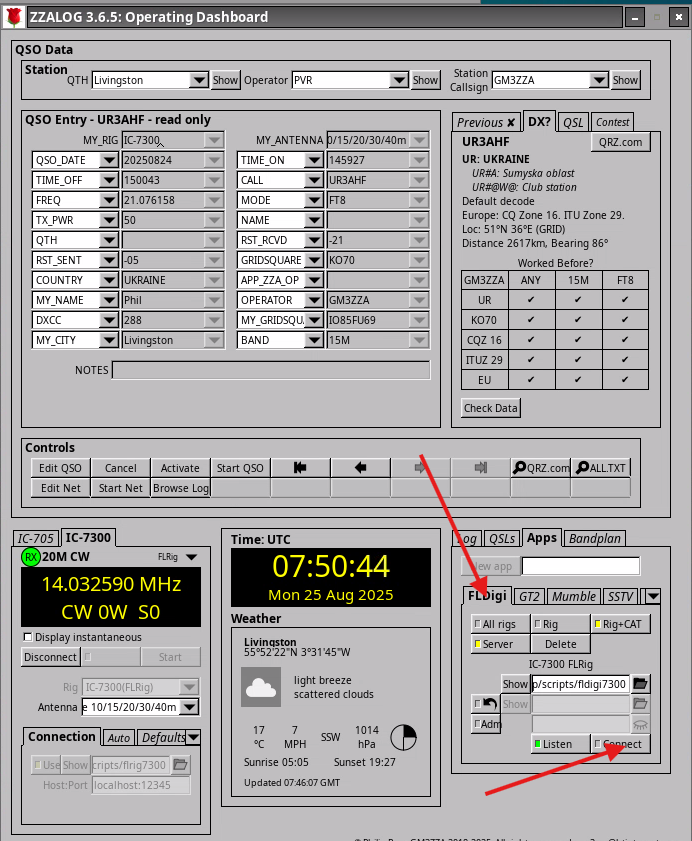 ZZALOG 3.6.5: Operating Dashboard
QSO Data
Station
QTH Livingston Show Operator PVR Show Station Callsign GM3ZZA Show
QSO Entry - UR3AHF - read only
MY_RIG IC-7300 MY_ANTENNA 0/15/20/30/40m
QSO_DATE 20250824 TIME_ON 145927
TIME_OFF 150043 CALL UR3AHF
FREQ 21.076158 MODE FT8
TX_PWR 50 NAME
QTH RST_RCVD -21
RST_SENT -05 GRIDSQUARE KO70
COUNTRY UKRAINE APP_ZZA_OP
MY_NAME Phil OPERATOR GM3ZZA
DXCC 288 MY_GRIDSQU. IO85FU69
MY_CITY Livingston BAND 15M
NOTES
Previous ✘ DX? QSL Contest
UR3AHF QRZ.com
UR: UKRAINE
UR#A: Sumyska oblast
UR#@W@: Club station
Default decode
Europe: CQ Zone 16. ITU Zone 29.
Loc: 51°N 36°E (GRID)
Distance 2617km, Bearing 86°
Worked Before?
GM3ZZA ANY 15M FT8
UR ✔ ✔ ✔
KO70 ✔ ✔ ✔
CQZ 16 ✔ ✔ ✔
ITUZ 29 ✔ ✔ ✔
EU ✔ ✔ ✔
Check Data
Controls
Edit QSO Cancel Activate Start QSO QRZ.com ALL.TXT
Edit Net Start Net Browse Log
IC-705 IC-7300
RX 20M CW FLRig
14.032590 MHz
CW 0W S0
Display instantaneous
Disconnect Start
Rig IC-7300(FLRig)
Antenna e 10/15/20/30/40m
Connection Auto Defaults
Use Show cripts/flrig7300
Host:Port localhost:12345
Time: UTC
07:50:44
Mon 25 Aug 2025
Weather
Livingston
55°52'22"N 3°31'45"W
light breeze
scattered clouds
17 °C 7 MPH SSW 1014 hPa
Sunrise 05:05 Sunset 19:27
Updated 07:46:07 GMT
Log QSLs Apps Bandplan
New app
FLDigi GT2 Mumble SSTV
All rigs Rig Rig+CAT
Server Delete
IC-7300 FLRig
Show p/scripts/fldigi7300
Show
Adm
Listen Connect